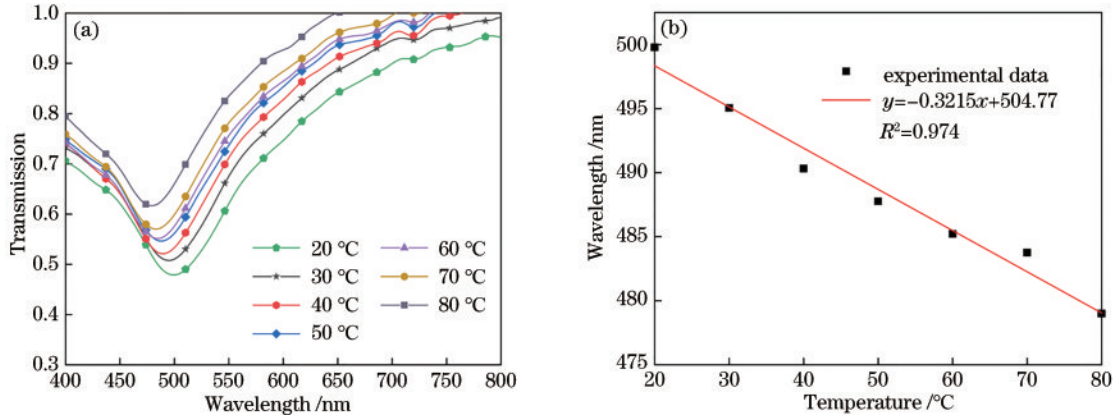 (a)
1.0
0.9
0.8
0.7
0.6
0.5
0.4
0.3
Transmission
20 °C
30 °C
40 °C
50 °C
60 °C
70 °C
80 °C
400 450 500 550 600 650 700 750 800
Wavelength /nm
(b)
500
495
490
485
480
475
Wavelength /nm
experimental data
y=−0.3215x+504.77
R²=0.974
20 30 40 50 60 70 80
Temperature /°C